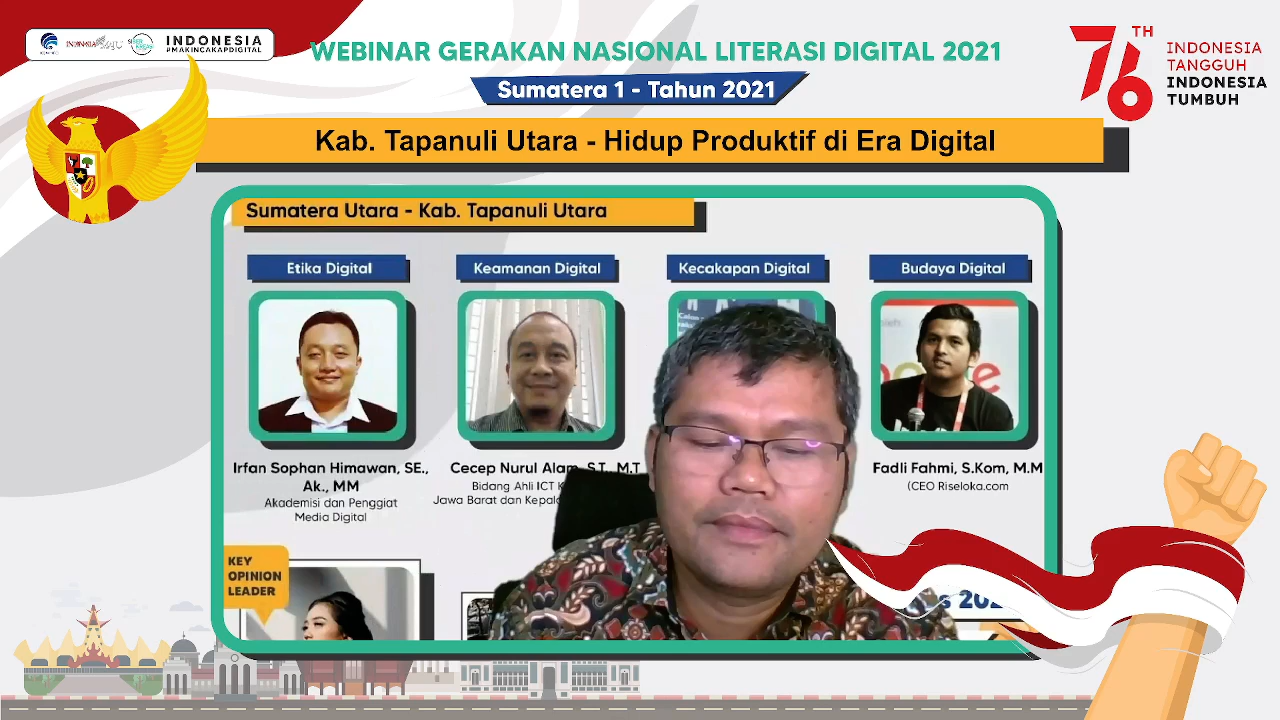 INDONESIA
#MAKINCAKAPDIGITAL
WEBINAR GERAKAN NASIONAL LITERASI DIGITAL 2021
Sumatera 1 - Tahun 2021
76TH
INDONESIA
TANGGUH
INDONESIA
TUMBUH
Kab. Tapanuli Utara - Hidup Produktif di Era Digital
Sumatera Utara - Kab. Tapanuli Utara
Etika Digital
Keamanan Digital
Kecakapan Digital
Budaya Digital
Irfan Sophan Himawan, SE.,
Ak., MM
Akademisi dan Penggiat
Media Digital
Cecep Nurul Alam, S.T., M.T
Bidang Ahli ICT
Jawa Barat dan
Fadli Fahmi, S.Kom, M.M
(CEO Riseloka.com
KEY
OPINION
LEADER